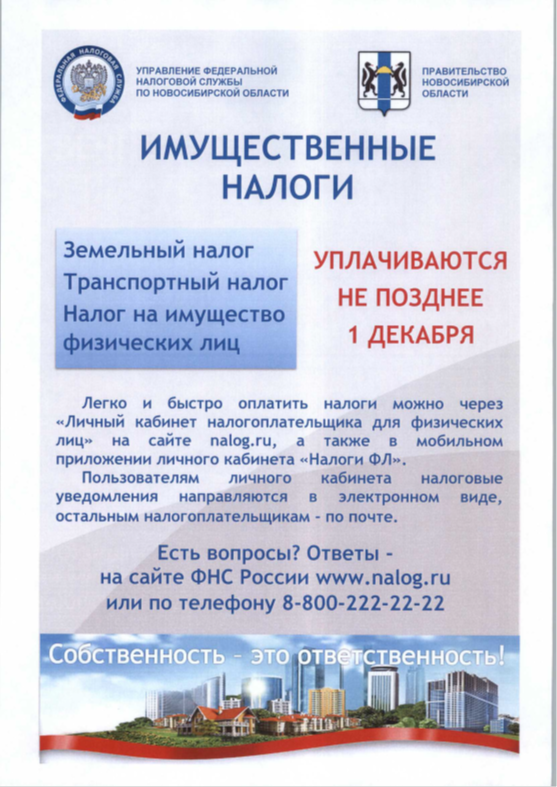 ФЕДЕРАЛЬНАЯ НАЛОГОВАЯ СЛУЖБА
УПРАВЛЕНИЕ ФЕДЕРАЛЬНОЙ
НАЛОГОВОЙ СЛУЖБЫ
ПО НОВОСИБИРСКОЙ ОБЛАСТИ
ПРАВИТЕЛЬСТВО
НОВОСИБИРСКОЙ
ОБЛАСТИ
ИМУЩЕСТВЕННЫЕ
НАЛОГИ
Земельный налог
Транспортный налог
Налог на имущество
физических лиц
УПЛАЧИВАЮТСЯ
НЕ ПОЗДНЕЕ
1 ДЕКАБРЯ
Легко и быстро оплатить налоги можно через
«Личный кабинет налогоплательщика для физических
лиц» на сайте nalog.ru, а также в мобильном
приложении личного кабинета «Налоги ФЛ».
Пользователям личного кабинета налоговые
уведомления направляются в электронном виде,
остальным налогоплательщикам - по почте.
Есть вопросы? Ответы -
на сайте ФНС России www.nalog.ru
или по телефону 8-800-222-22-22
Собственность - это ответственность!